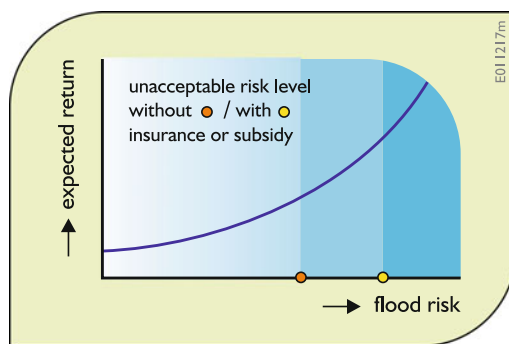 E011217m
unacceptable risk level
without / with
insurance or subsidy
→ expected return
→ flood risk